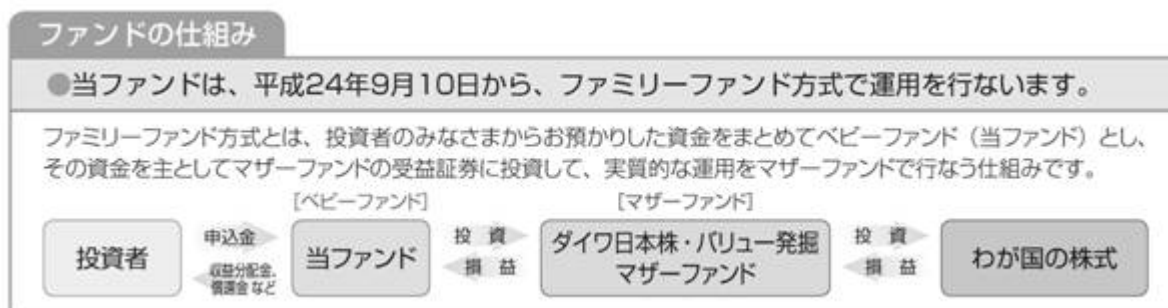 ファンドの仕組み
●当ファンドは、平成24年9月10日から、ファミリーファンド方式で運用を行ないます。
ファミリーファンド方式とは、投資者のみなさまからお預かりした資金をまとめてベビーファンド（当ファンド）とし、
その資金を主としてマザーファンドの受益証券に投資して、実質的な運用をマザーファンドで行なう仕組みです。
[ベビーファンド]
[マザーファンド]
投資者
申込金
収益分配金、
償還金など
当ファンド
投資
損益
ダイワ日本株・バリュー発掘
マザーファンド
投資
損益
わが国の株式